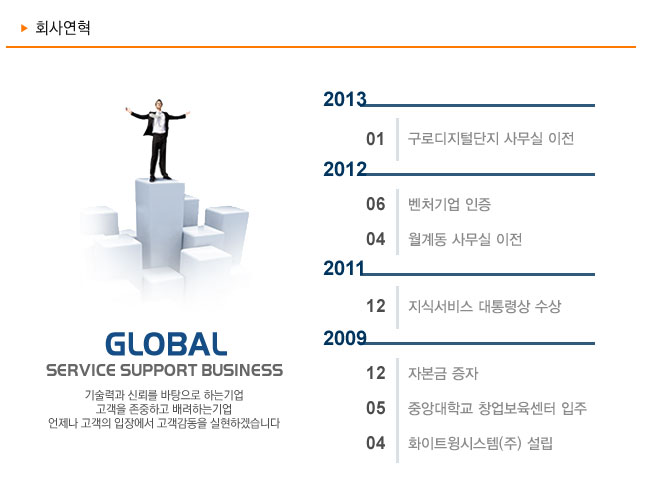 회사연혁
GLOBAL
SERVICE SUPPORT BUSINESS
기술력과 신뢰를 바탕으로 하는기업
고객을 존중하고 배려하는기업
언제나 고객의 입장에서 고객감동을 실현하겠습니다
2013
01 구로디지털단지 사무실 이전
2012
06 벤처기업 인증
04 월계동 사무실 이전
2011
12 지식서비스 대통령상 수상
2009
12 자본금 증자
05 중앙대학교 창업보육센터 입주
04 화이트윙시스템(주) 설립